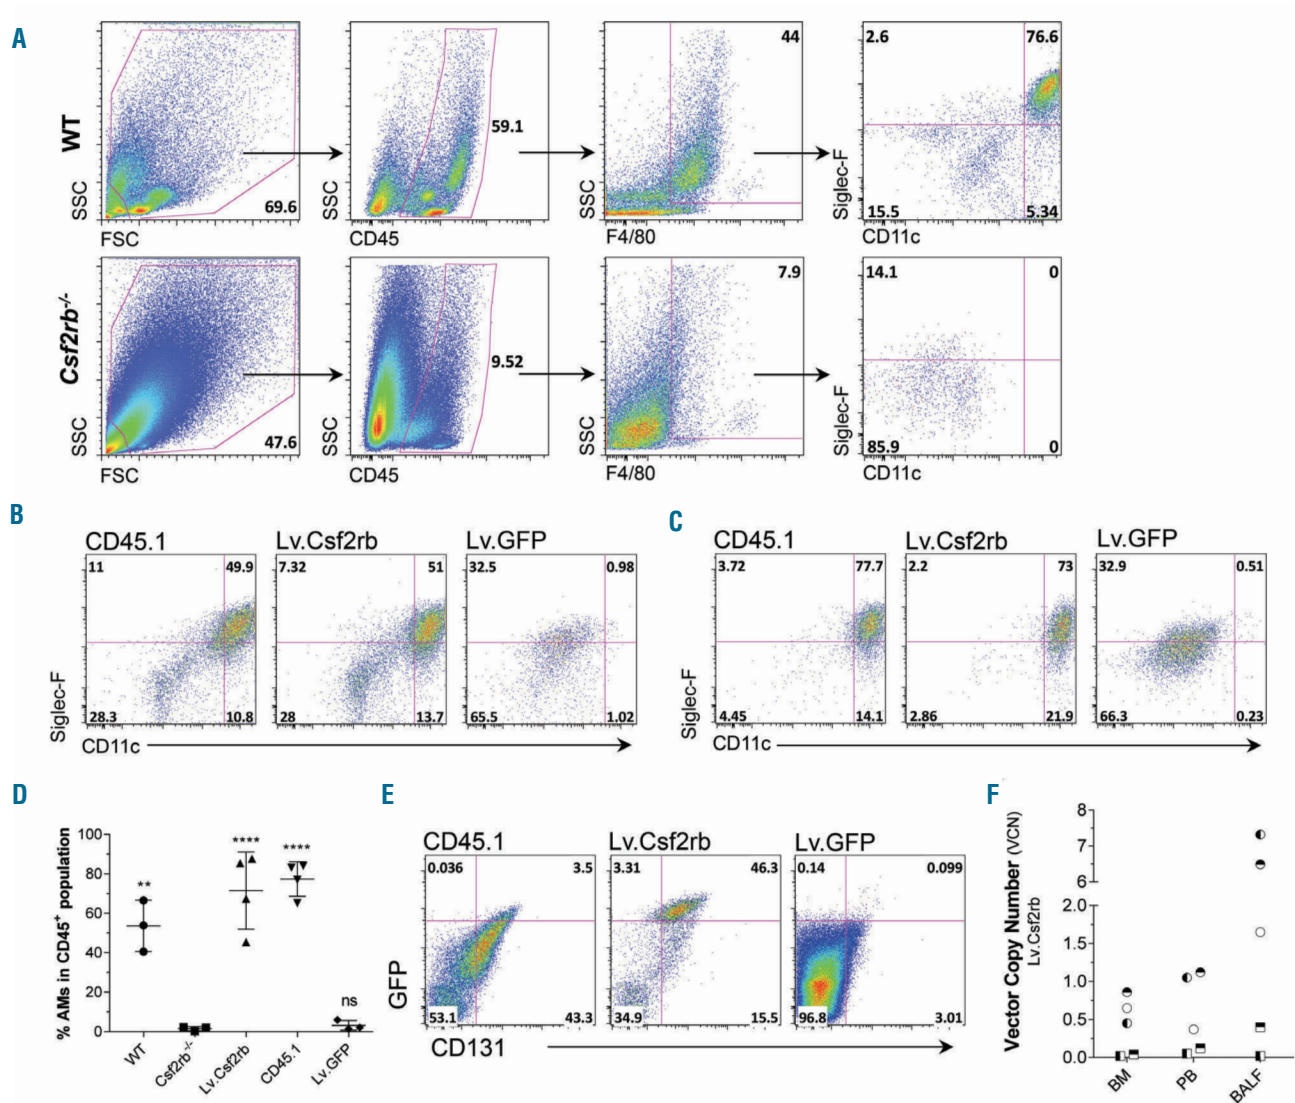 A
WT
SSC
FSC
69.6
SSC
CD45
59.1
SSC
F4/80
44
Siglec-F
CD11c
2.6
76.6
15.5
5.34
Csf2rb-/-
SSC
FSC
47.6
SSC
CD45
9.52
SSC
F4/80
7.9
Siglec-F
CD11c
14.1
0
85.9
0
B
CD45.1
Lv.Csf2rb
Lv.GFP
11
49.9
7.32
51
32.5
0.98
28.3
10.8
28
13.7
65.5
1.02
Siglec-F
CD11c
C
CD45.1
Lv.Csf2rb
Lv.GFP
3.72
77.7
2.2
73
32.9
0.51
4.45
14.1
2.86
21.9
66.3
0.23
Siglec-F
CD11c
D
% AMs in CD45+ population
100
80
60
40
20
0
**
****
****
ns
WT
Csf2rb-/-
Lv.Csf2rb
CD45.1
Lv.GFP
E
CD45.1
Lv.Csf2rb
Lv.GFP
0.036
3.5
3.31
46.3
0.14
0.099
53.1
43.3
34.9
15.5
96.8
3.01
GFP
CD131
F
Vector Copy Number (VCN)
Lv.Csf2rb
8
7
6
2.0
1.5
1.0
0.5
0.0
BM
PB
BALF